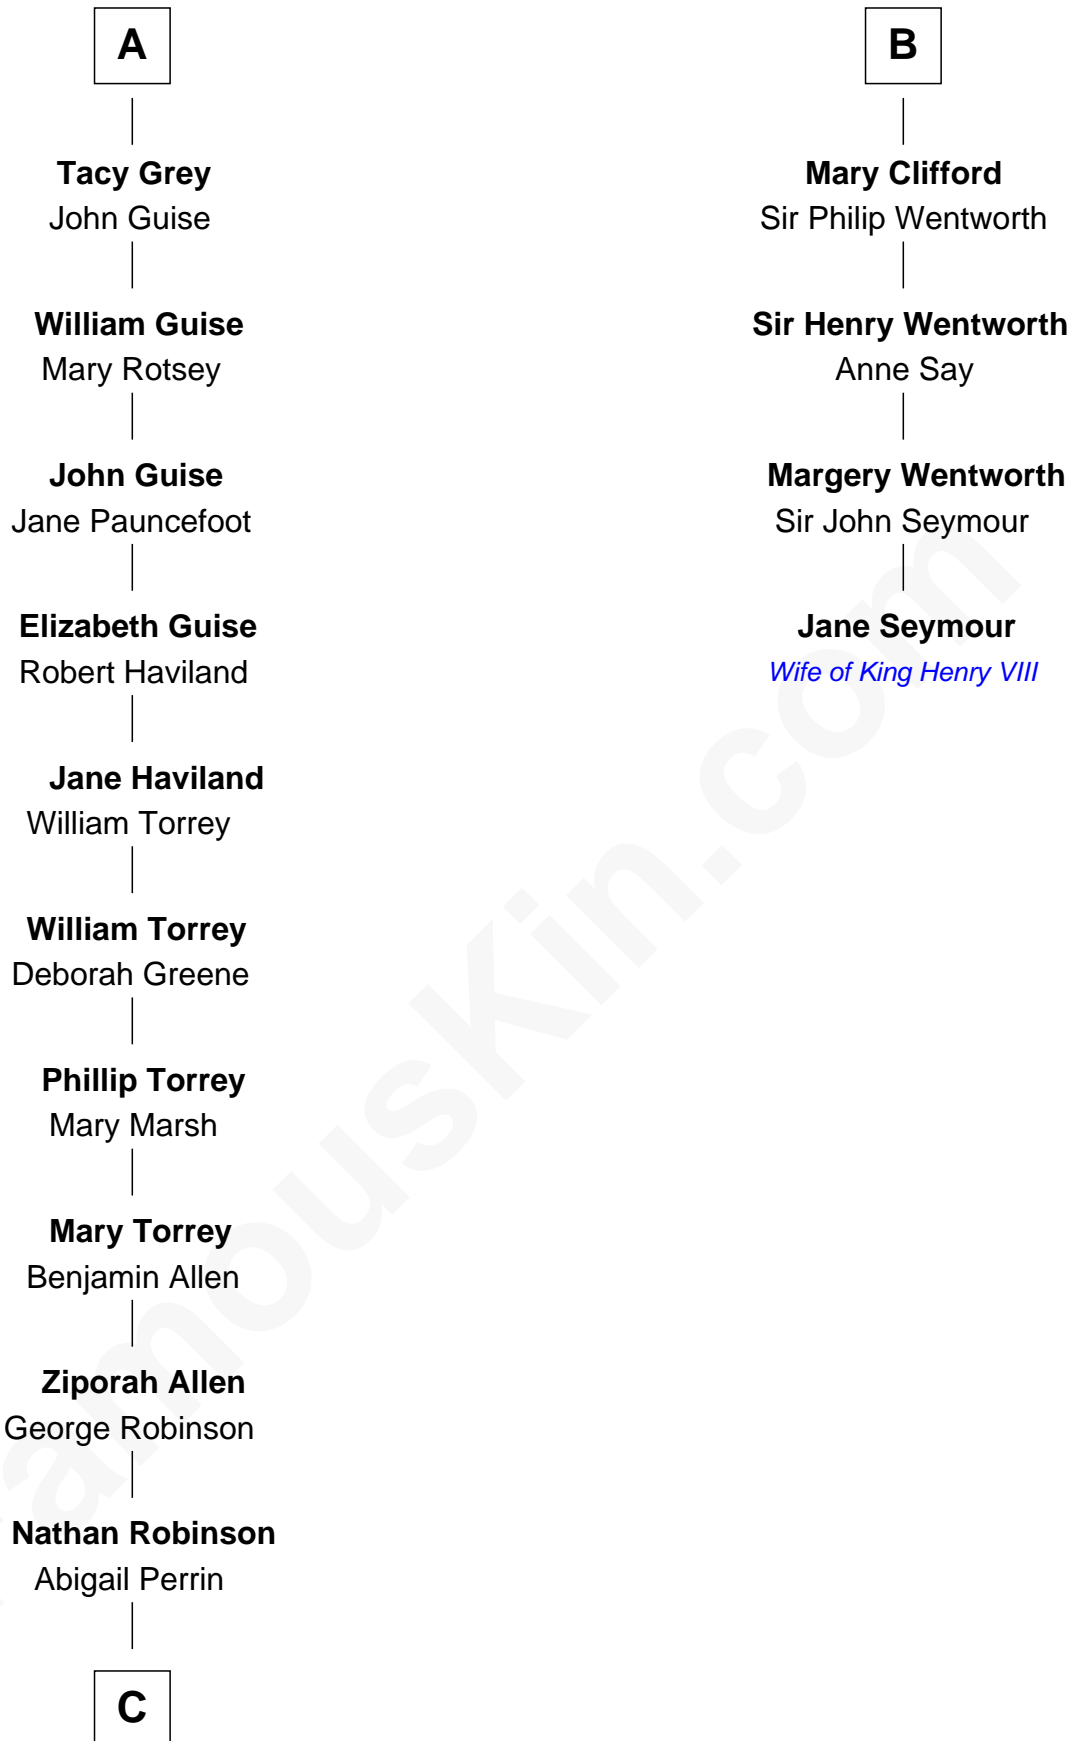 A
Tacy Grey
John Guise
William Guise
Mary Rotsey
John Guise
Jane Pauncefoot
Elizabeth Guise
Robert Haviland
Jane Haviland
William Torrey
William Torrey
Deborah Greene
Phillip Torrey
Mary Marsh
Mary Torrey
Benjamin Allen
Ziporah Allen
George Robinson
Nathan Robinson
Abigail Perrin
C
B
Mary Clifford
Sir Philip Wentworth
Sir Henry Wentworth
Anne Say
Margery Wentworth
Sir John Seymour
Jane Seymour
Wife of King Henry VIII
FamousKin.com